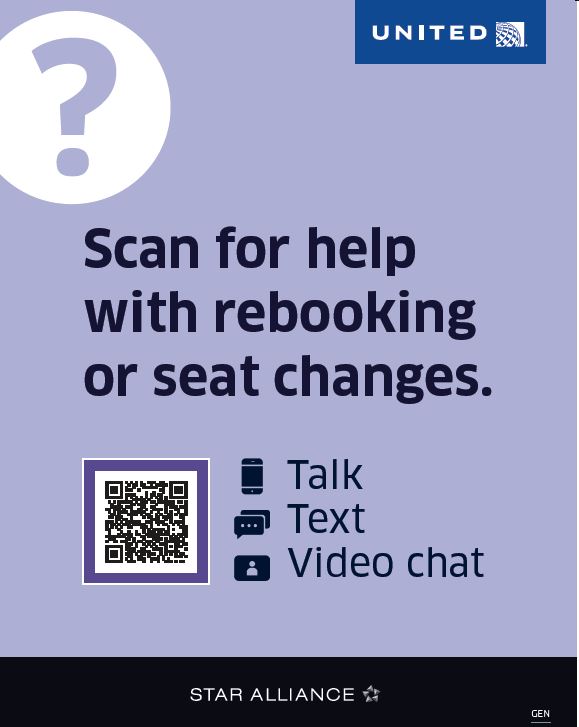 ?
UNITED
Scan for help
with rebooking
or seat changes.
Talk
Text
Video chat
STAR ALLIANCE
GEN